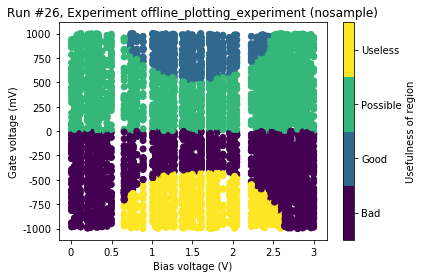 Run #26, Experiment offline_plotting_experiment (nosample)
1000
750
500
250
0
-250
-500
-750
-1000
Gate voltage (mV)
0
0.5
1
1.5
2
2.5
3
Bias voltage (V)
Useless
Possible
Good
Bad
Usefulness of region